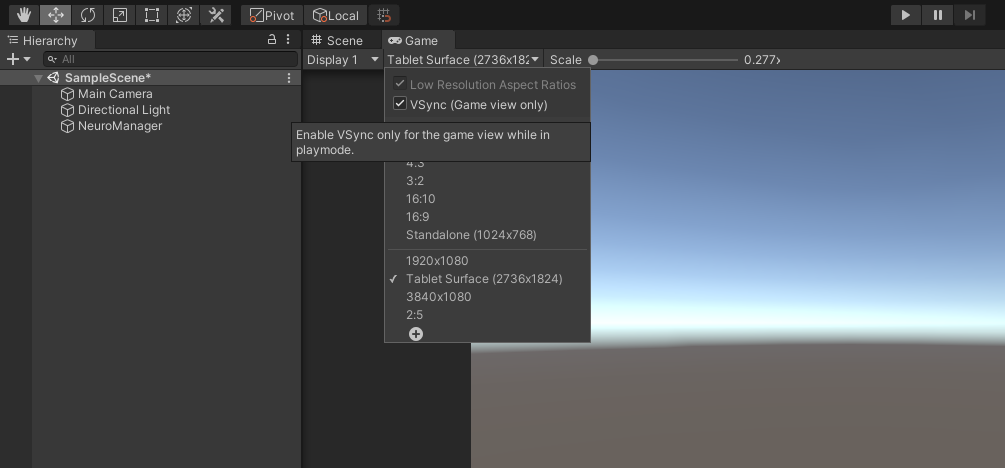 Pivot
Local
Hierarchy
Scene
Game
All
Display 1
Tablet Surface (2736x182
Scale
0.277x
SampleScene*
Main Camera
Directional Light
NeuroManager
Low Resolution Aspect Ratios
VSync (Game view only)
Enable VSync only for the game view while in
playmode.
4:3
3:2
16:10
16:9
Standalone (1024x768)
1920x1080
Tablet Surface (2736x1824)
3840x1080
2:5